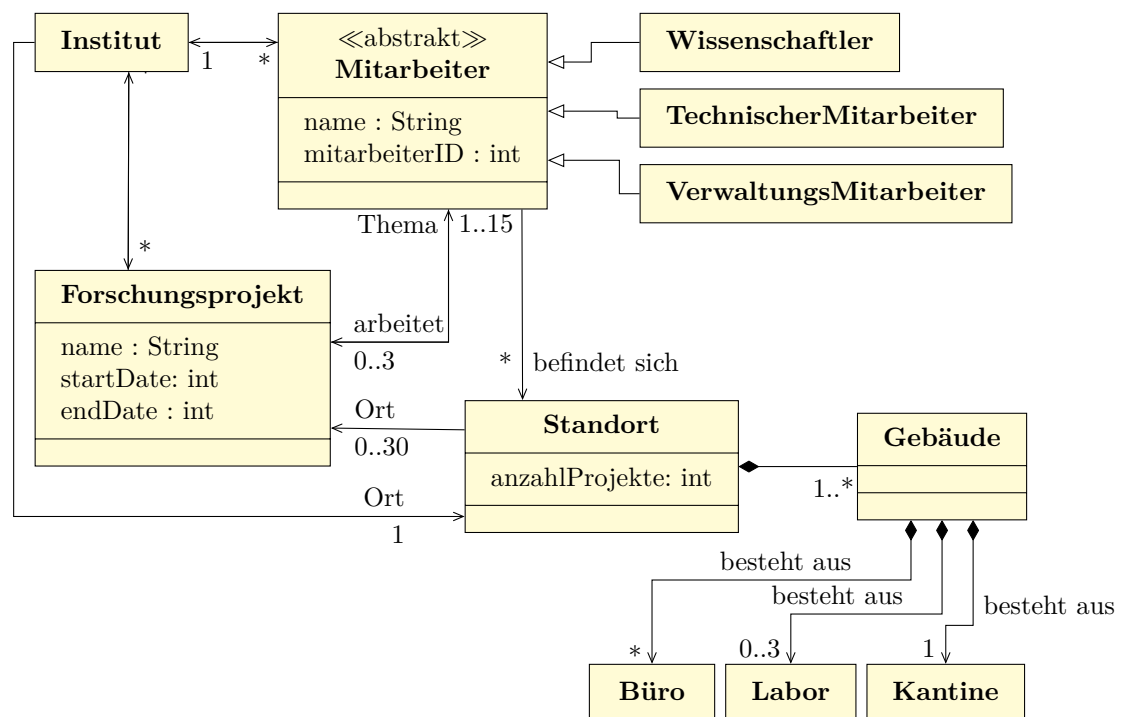 Institut
1
*
≪abstrakt≫
Mitarbeiter
name : String
mitarbeiterID : int
Wissenschaftler
TechnischerMitarbeiter
VerwaltungsMitarbeiter
Thema
1..15
*
Forschungsprojekt
name : String
startDate: int
endDate : int
arbeitet
0..3
*
befindet sich
Ort
0..30
Standort
anzahlProjekte: int
Gebäude
1..*
Ort
1
besteht aus
besteht aus
besteht aus
*
0..3
1
Büro
Labor
Kantine